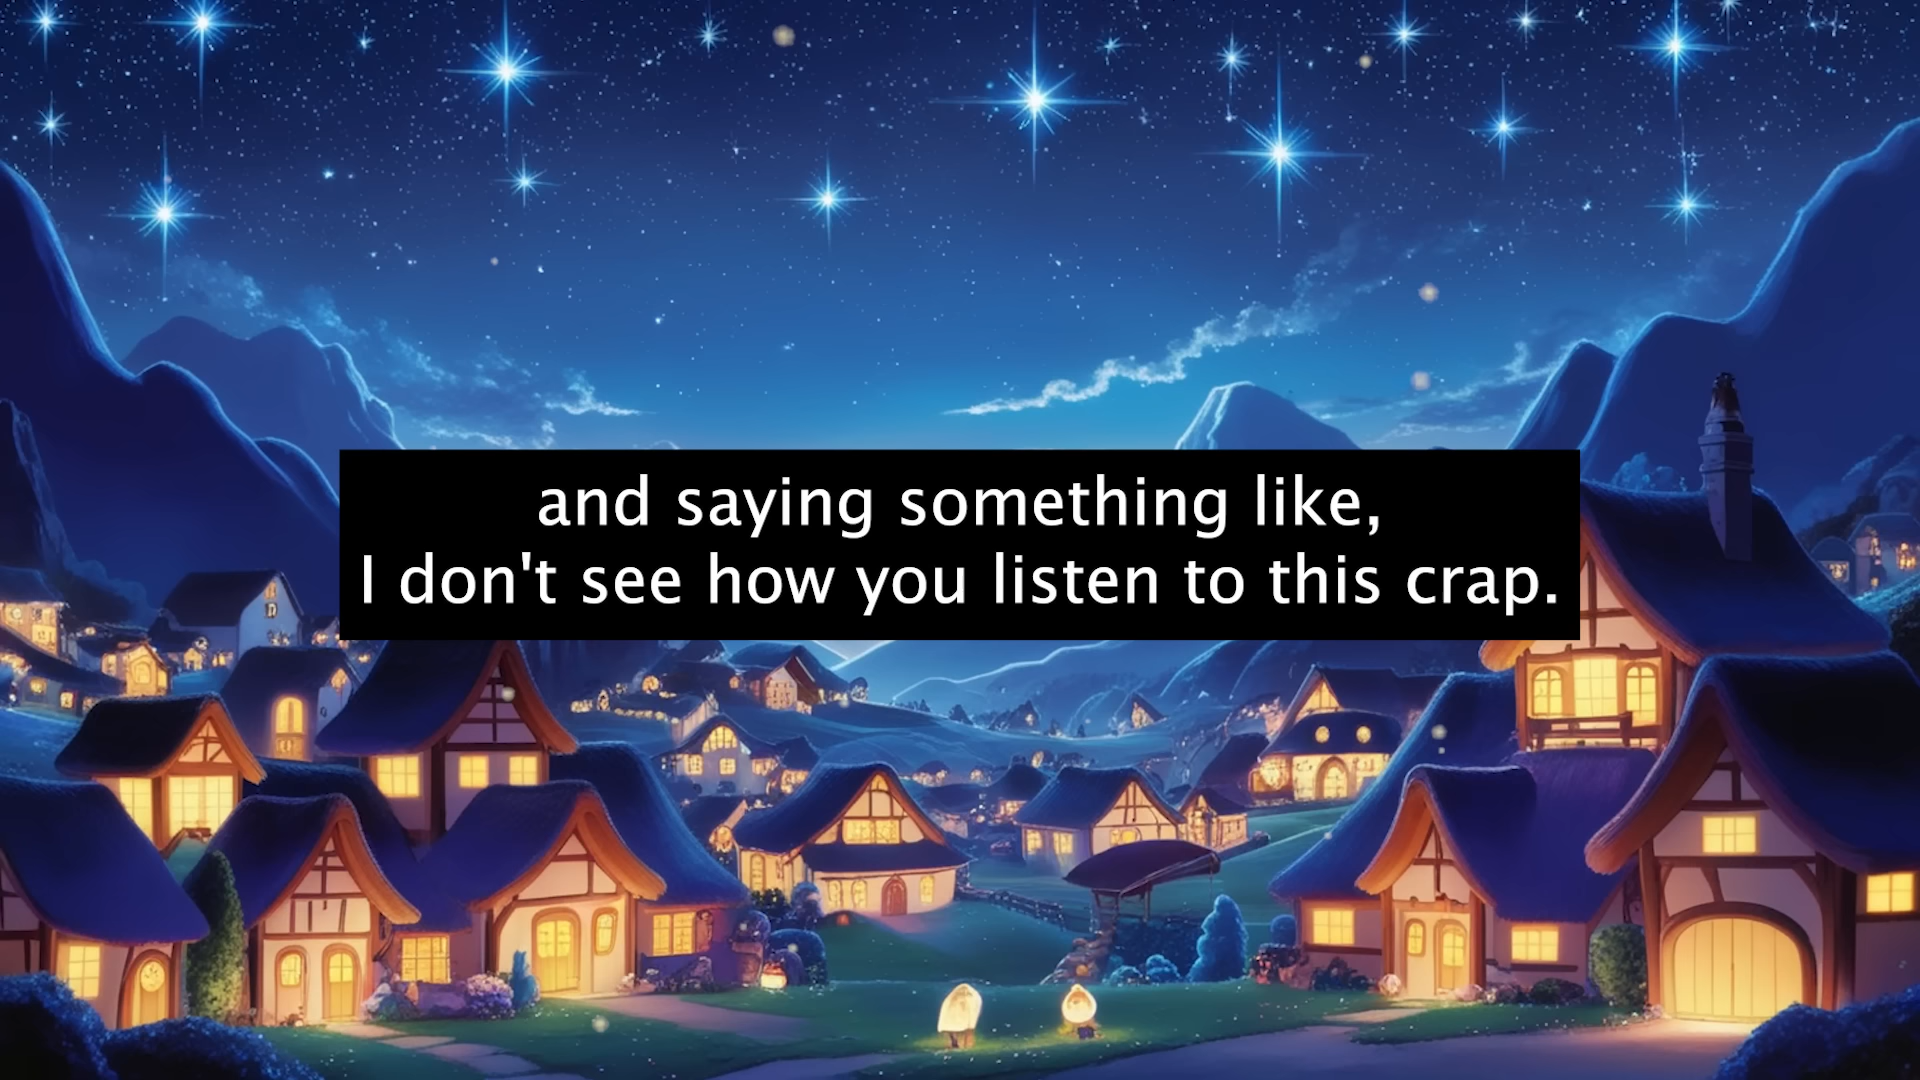 and saying something like,
I don't see how you listen to this crap.